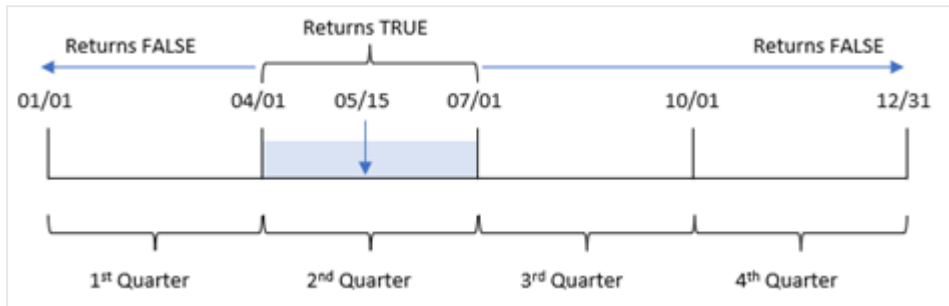 Returns TRUE
Returns FALSE Returns FALSE
01/01 04/01 05/15 07/01 10/01 12/31
1st Quarter 2nd Quarter 3rd Quarter 4th Quarter